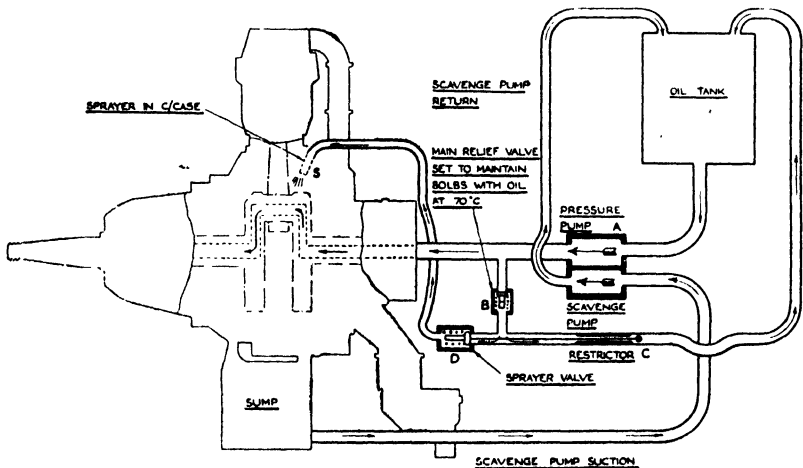 SCAVENGE PUMP
RETURN
OIL TANK
SPRAYER IN C/CASE
MAIN RELIEF VALVE
SET TO MAINTAIN
BOLBS WITH OIL
AT 70°C
S
PRESSURE
PUMP A
B
SCAVENGE
PUMP
RESTRICTOR C
D
SPRAYER VALVE
SUMP
SCAVENGE PUMP SUCTION